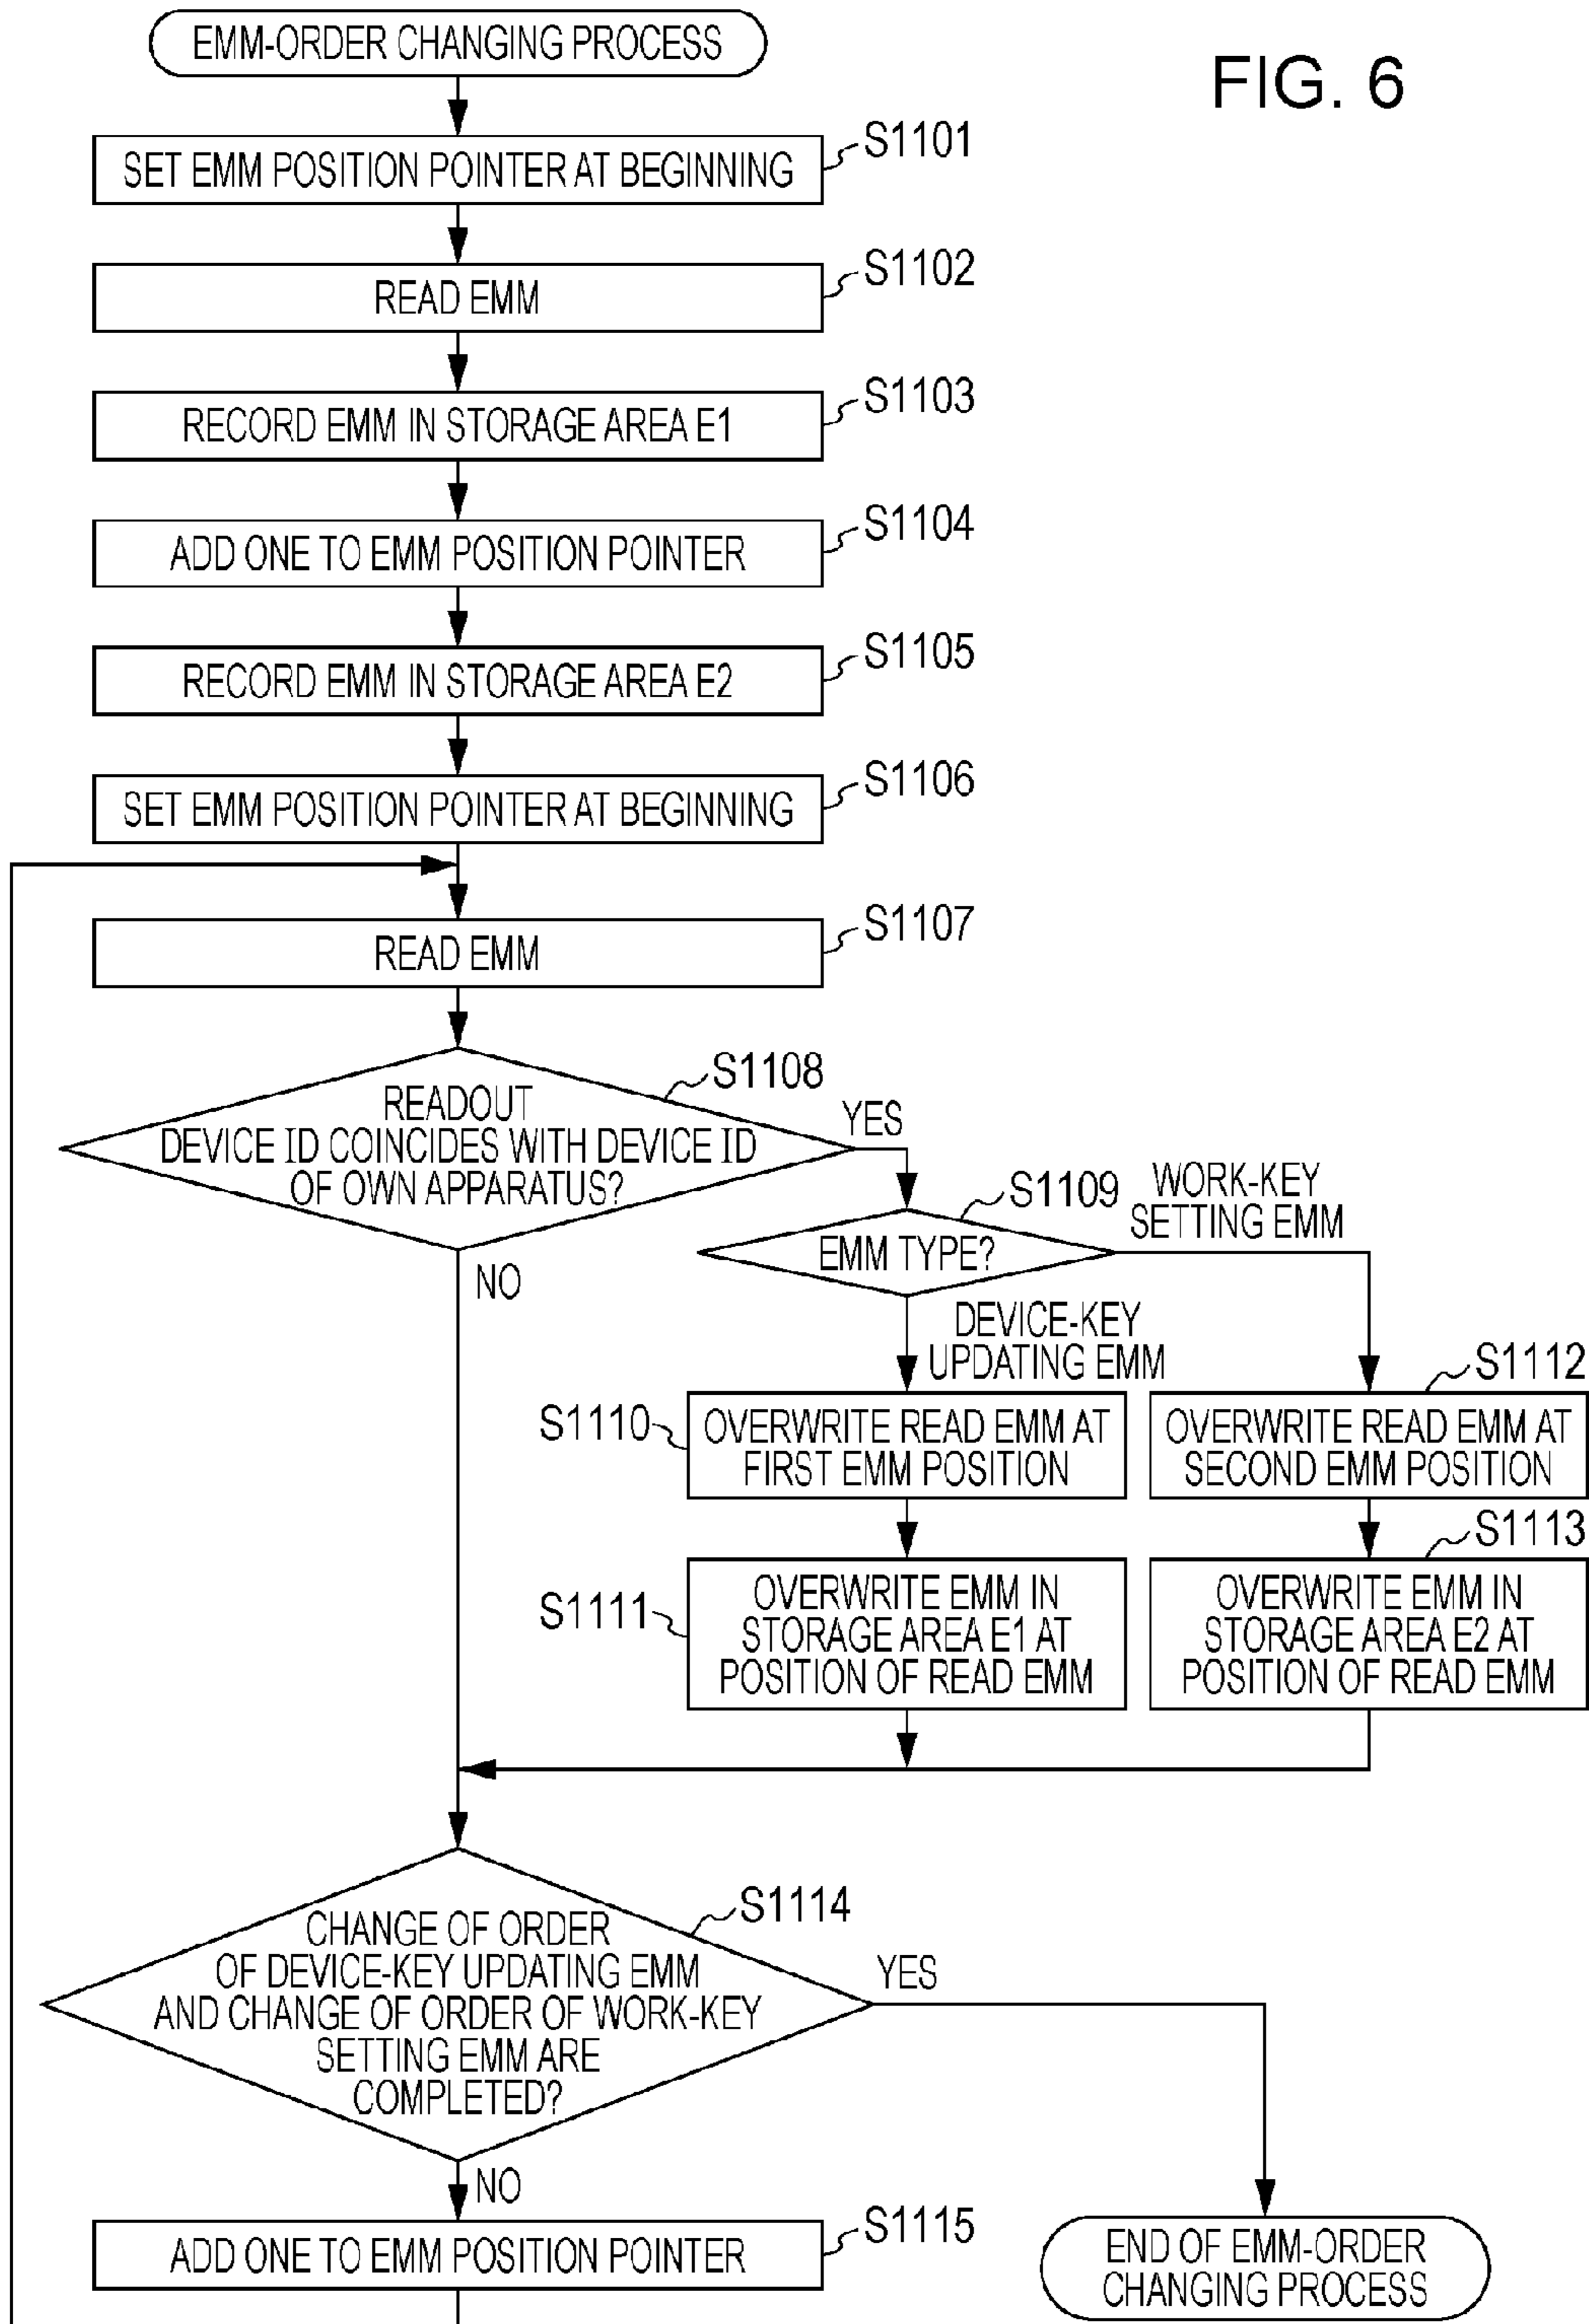 EMM-ORDER CHANGING PROCESS
FIG. 6
SET EMM POSITION POINTER AT BEGINNING
S1101
READ EMM
S1102
RECORD EMM IN STORAGE AREA E1
S1103
ADD ONE TO EMM POSITION POINTER
S1104
RECORD EMM IN STORAGE AREA E2
S1105
SET EMM POSITION POINTER AT BEGINNING
S1106
READ EMM
S1107
READOUT
DEVICE ID COINCIDES WITH DEVICE ID
OF OWN APPARATUS?
S1108
YES
NO
EMM TYPE?
S1109
WORK-KEY
SETTING EMM
DEVICE-KEY
UPDATING EMM
S1110
OVERWRITE READ EMM AT
FIRST EMM POSITION
S1112
OVERWRITE READ EMM AT
SECOND EMM POSITION
S1111
OVERWRITE EMM IN
STORAGE AREA E1 AT
POSITION OF READ EMM
S1113
OVERWRITE EMM IN
STORAGE AREA E2 AT
POSITION OF READ EMM
CHANGE OF ORDER
OF DEVICE-KEY UPDATING EMM
AND CHANGE OF ORDER OF WORK-KEY
SETTING EMM ARE
COMPLETED?
S1114
YES
NO
ADD ONE TO EMM POSITION POINTER
S1115
END OF EMM-ORDER
CHANGING PROCESS